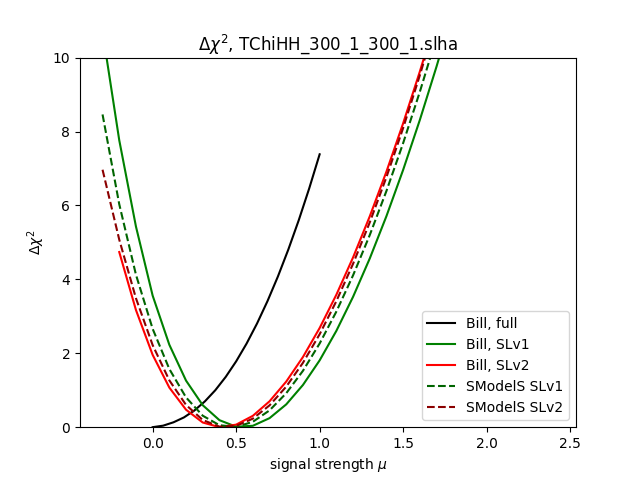 Δχ², TChiHH_300_1_300_1.slha
10
8
6
4
2
0
Δχ²
0.0 0.5 1.0 1.5 2.0 2.5
signal strength μ
Bill, full
Bill, SLv1
Bill, SLv2
SModelS SLv1
SModelS SLv2